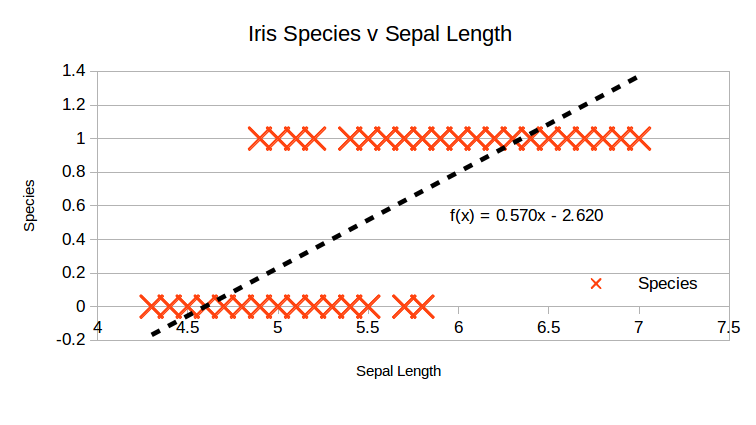 Iris Species v Sepal Length
1.4
1.2
1
0.8
0.6
0.4
0.2
0
-0.2
4 4.5 5 5.5 6 6.5 7 7.5
Species
f(x) = 0.570x - 2.620
Species
Sepal Length